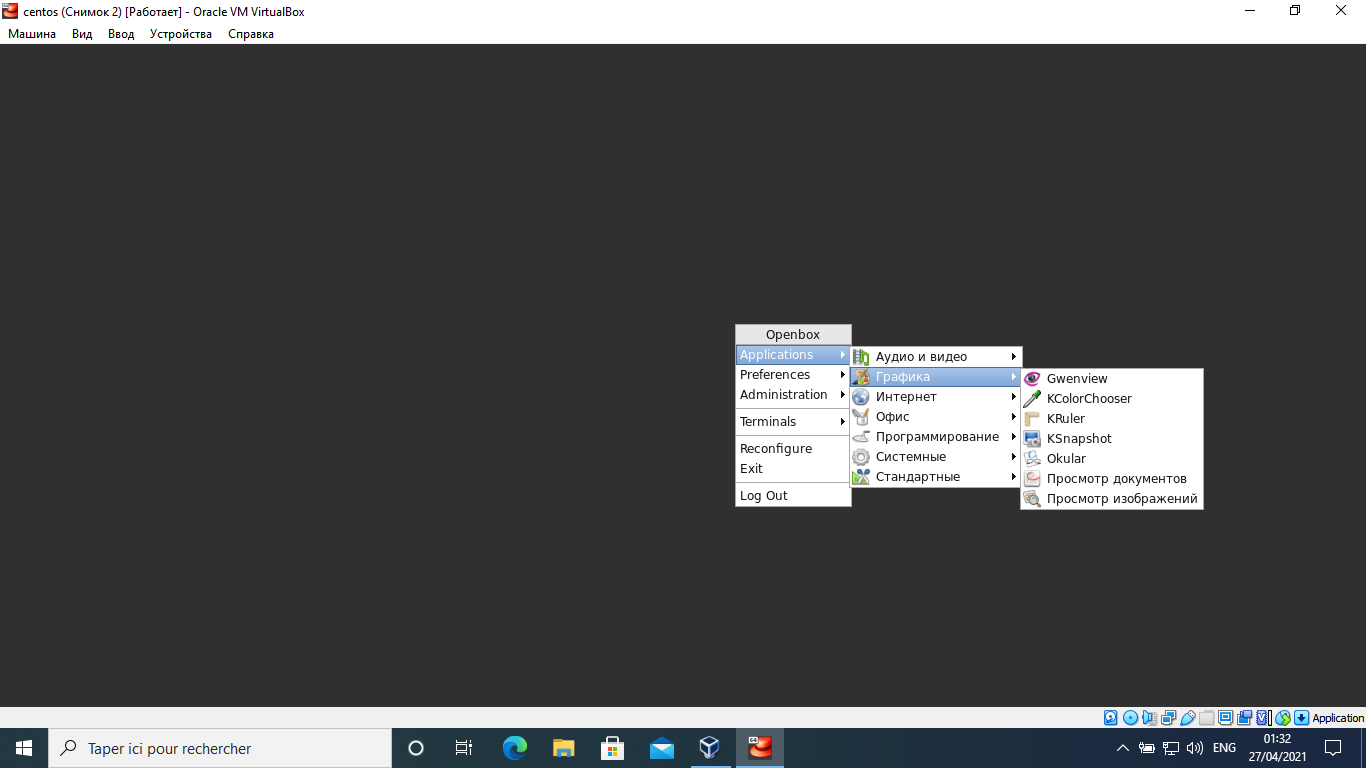 centos (Снимок 2) [Работает] - Oracle VM VirtualBox
Машина Вид Ввод Устройства Справка
Openbox
Applications
Preferences
Administration
Terminals
Reconfigure
Exit
Log Out
Аудио и видео
Графика
Интернет
Офис
Программирование
Системные
Стандартные
Gwenview
KColorChooser
KRuler
KSnapshot
Okular
Просмотр документов
Просмотр изображений
Application
Taper ici pour rechercher
64
ENG
01:32
27/04/2021